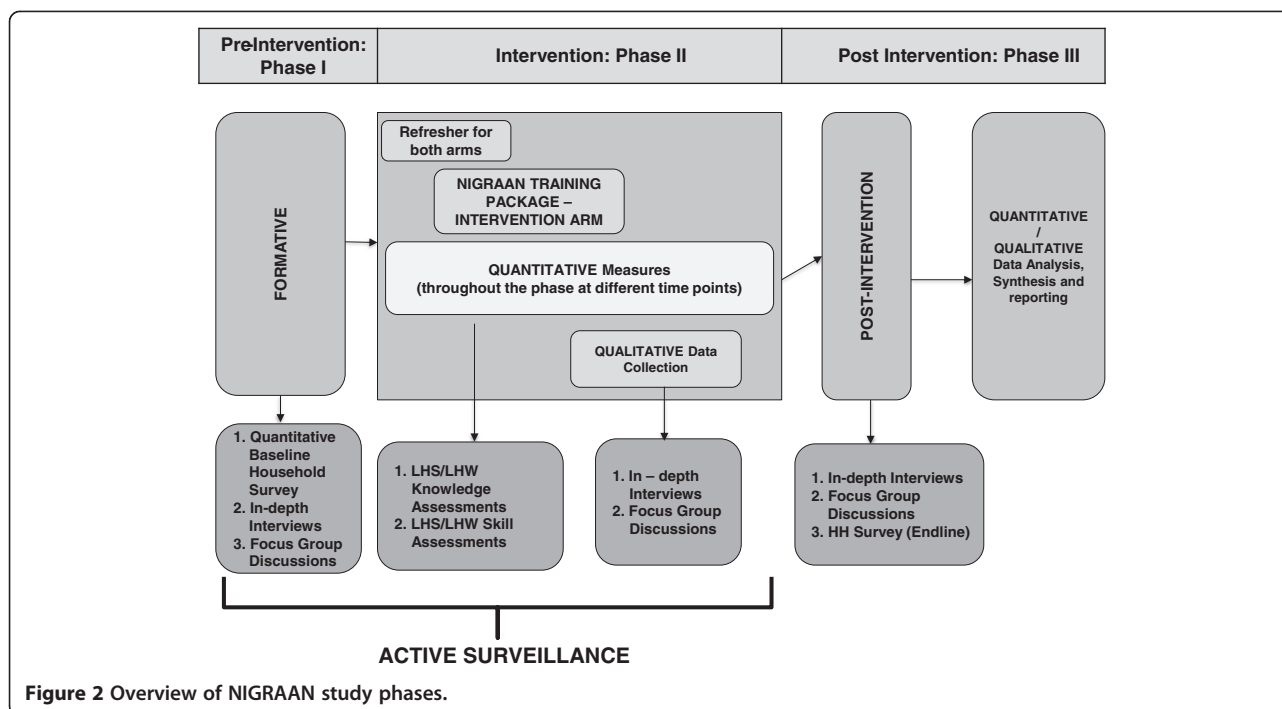 Pre-Intervention:
Phase I
Intervention: Phase II
Post Intervention: Phase III
FORMATIVE
Refresher for
both arms
NIGRAAN TRAINING
PACKAGE –
INTERVENTION ARM
QUANTITATIVE Measures
(throughout the phase at different time points)
QUALITATIVE Data
Collection
POST-INTERVENTION
QUANTITATIVE
/
QUALITATIVE
Data Analysis,
Synthesis and
reporting
1. Quantitative
Baseline
Household
Survey
2. In-depth
Interviews
3. Focus Group
Discussions
1. LHS/LHW
Knowledge
Assessments
2. LHS/LHW Skill
Assessments
1. In – depth
Interviews
2. Focus Group
Discussions
1. In-depth Interviews
2. Focus Group
Discussions
3. HH Survey (Endline)
ACTIVE SURVEILLANCE
Figure 2 Overview of NIGRAAN study phases.